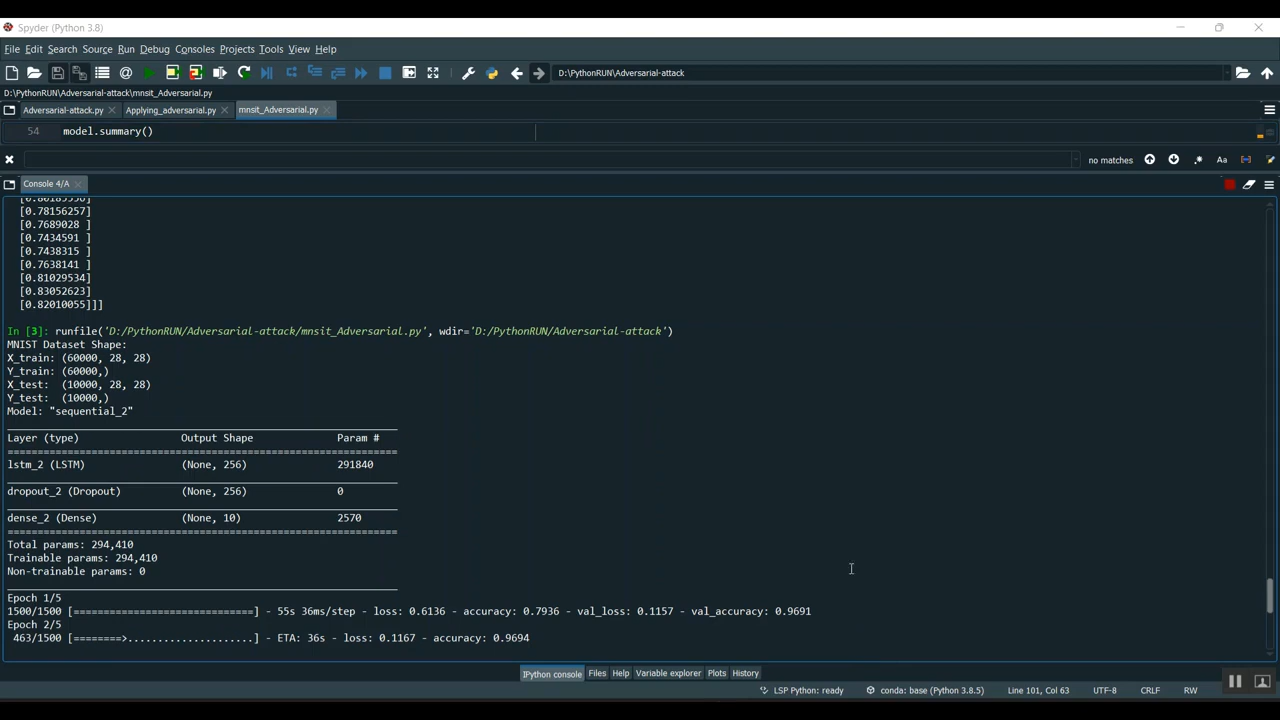 Spyder (Python 3.8)
File Edit Search Source Run Debug Consoles Projects Tools View Help
D:\PythonRUN\Adversarial-attack
D:\PythonRUN\Adversarial-attack\mnsit_Adversarial.py
Adversarial-attack.py Applying_adversarial.py mnsit_Adversarial.py
54 model.summary()
no matches .* Aa
Console 4/A
[0.78156257]
[0.7689028 ]
[0.7434591 ]
[0.7438315 ]
[0.7638141 ]
[0.81029534]
[0.83052623]
[0.82010055]]]
In [3]: runfile('D:/PythonRUN/Adversarial-attack/mnsit_Adversarial.py', wdir='D:/PythonRUN/Adversarial-attack')
MNIST Dataset Shape:
X_train: (60000, 28, 28)
Y_train: (60000,)
X_test:  (10000, 28, 28)
Y_test:  (10000,)
Model: "sequential_2"
Layer (type) Output Shape Param #
=================================================================
lstm_2 (LSTM) (None, 256) 291840
dropout_2 (Dropout) (None, 256) 0
dense_2 (Dense) (None, 10) 2570
=================================================================
Total params: 294,410
Trainable params: 294,410
Non-trainable params: 0
Epoch 1/5
1500/1500 [==============================] - 55s 36ms/step - loss: 0.6136 - accuracy: 0.7936 - val_loss: 0.1157 - val_accuracy: 0.9691
Epoch 2/5
463/1500 [========>.....................] - ETA: 36s - loss: 0.1167 - accuracy: 0.9694
IPython console Files Help Variable explorer Plots History
LSP Python: ready conda: base (Python 3.8.5) Line 101, Col 63 UTF-8 CRLF RW